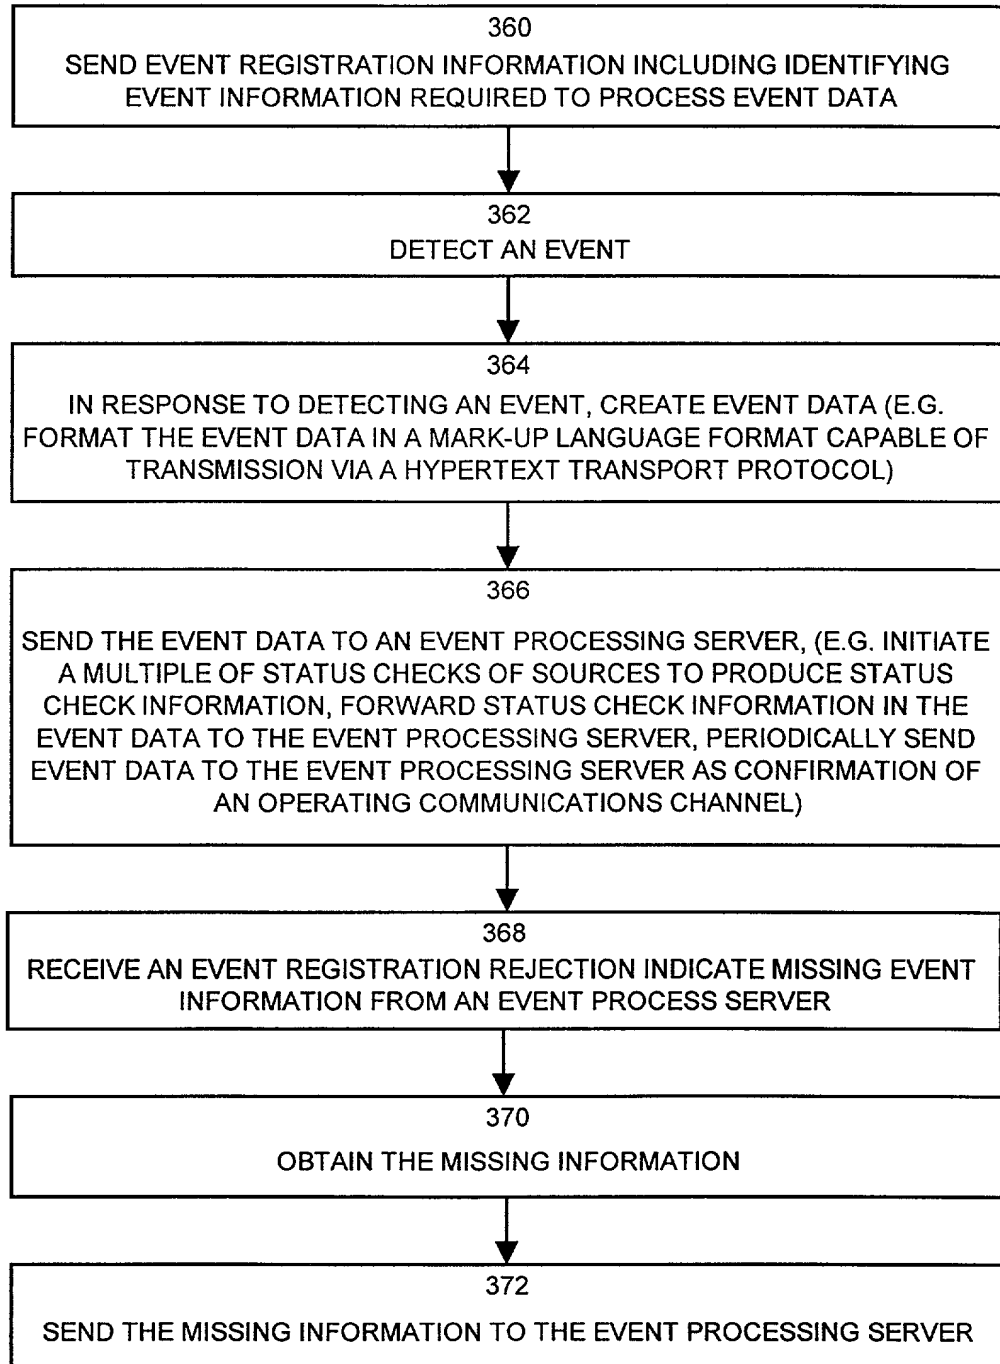 360
SEND EVENT REGISTRATION INFORMATION INCLUDING IDENTIFYING
EVENT INFORMATION REQUIRED TO PROCESS EVENT DATA
362
DETECT AN EVENT
364
IN RESPONSE TO DETECTING AN EVENT, CREATE EVENT DATA (E.G.
FORMAT THE EVENT DATA IN A MARK-UP LANGUAGE FORMAT CAPABLE OF
TRANSMISSION VIA A HYPERTEXT TRANSPORT PROTOCOL)
366
SEND THE EVENT DATA TO AN EVENT PROCESSING SERVER, (E.G. INITIATE
A MULTIPLE OF STATUS CHECKS OF SOURCES TO PRODUCE STATUS
CHECK INFORMATION, FORWARD STATUS CHECK INFORMATION IN THE
EVENT DATA TO THE EVENT PROCESSING SERVER, PERIODICALLY SEND
EVENT DATA TO THE EVENT PROCESSING SERVER AS CONFIRMATION OF
AN OPERATING COMMUNICATIONS CHANNEL)
368
RECEIVE AN EVENT REGISTRATION REJECTION INDICATE MISSING EVENT
INFORMATION FROM AN EVENT PROCESS SERVER
370
OBTAIN THE MISSING INFORMATION
372
SEND THE MISSING INFORMATION TO THE EVENT PROCESSING SERVER